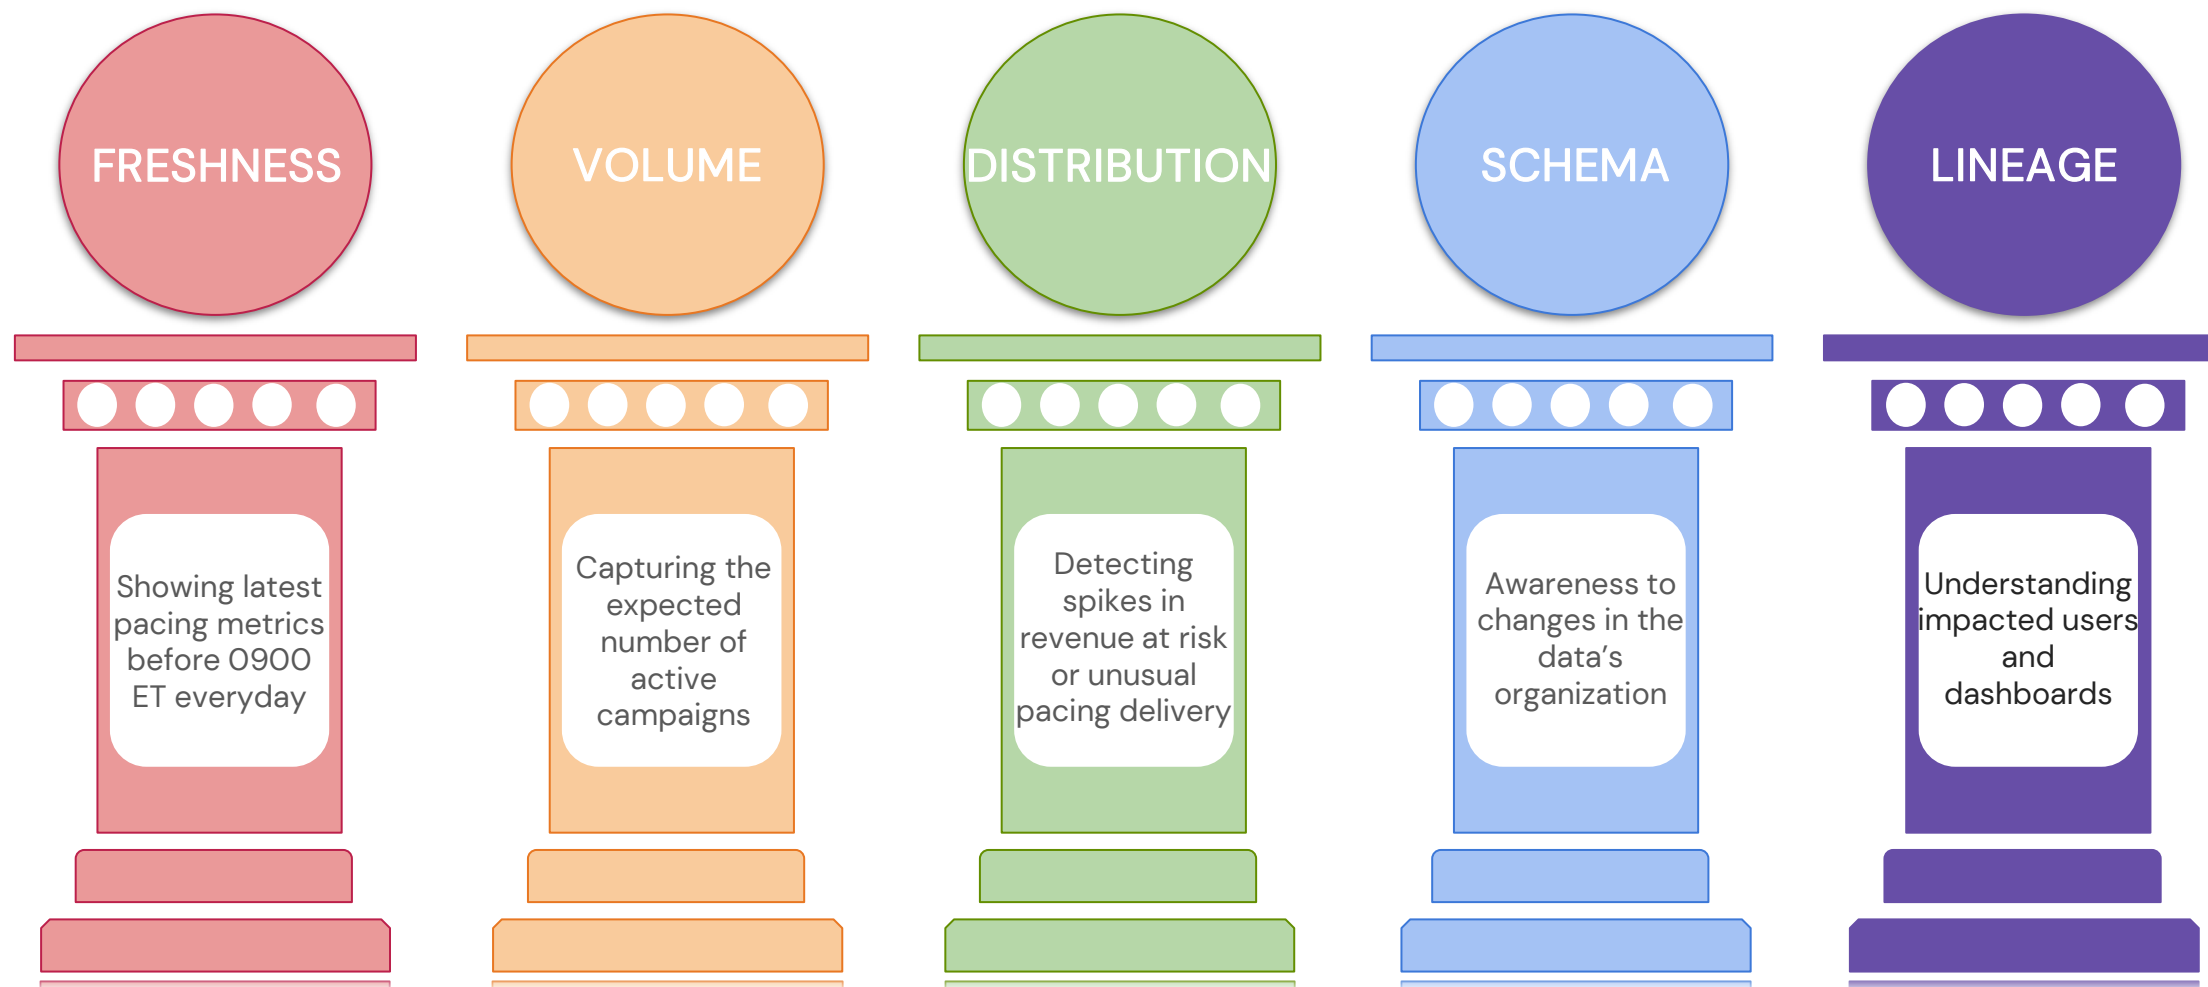 FRESHNESS
VOLUME
DISTRIBUTION
SCHEMA
LINEAGE
Showing latest
pacing metrics
before 0900
ET everyday
Capturing the
expected
number of
active
campaigns
Detecting
spikes in
revenue at risk
or unusual
pacing delivery
Awareness to
changes in the
data’s
organization
Understanding
impacted users
and
dashboards